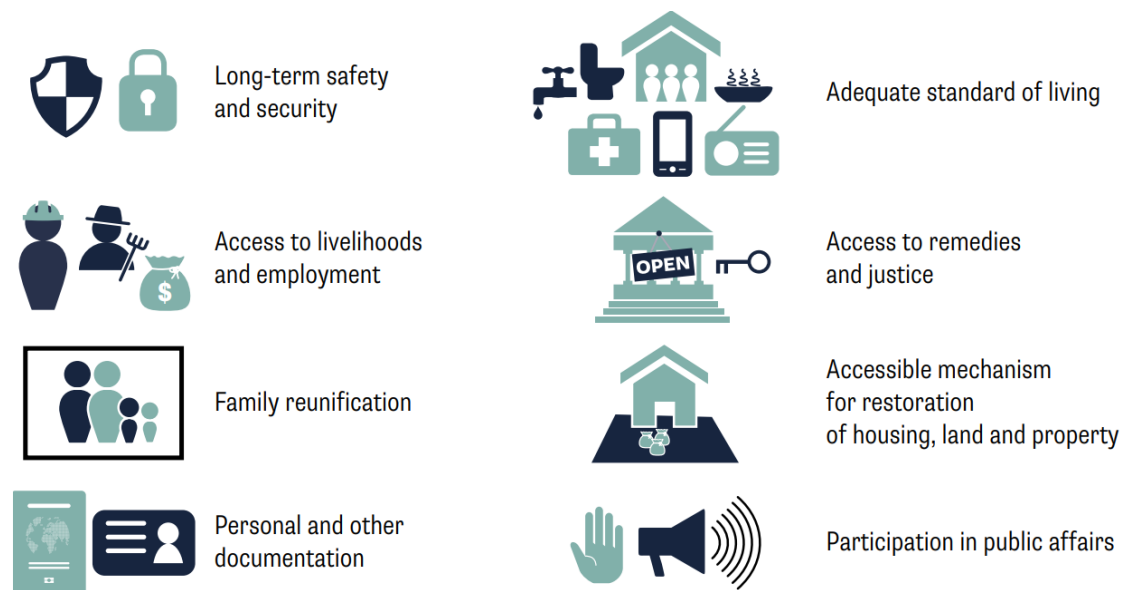 Long-term safety
and security
Adequate standard of living
Access to livelihoods
and employment
$
OPEN
Access to remedies
and justice
Family reunification
Accessible mechanism
for restoration
of housing, land and property
Personal and other
documentation
Participation in public affairs